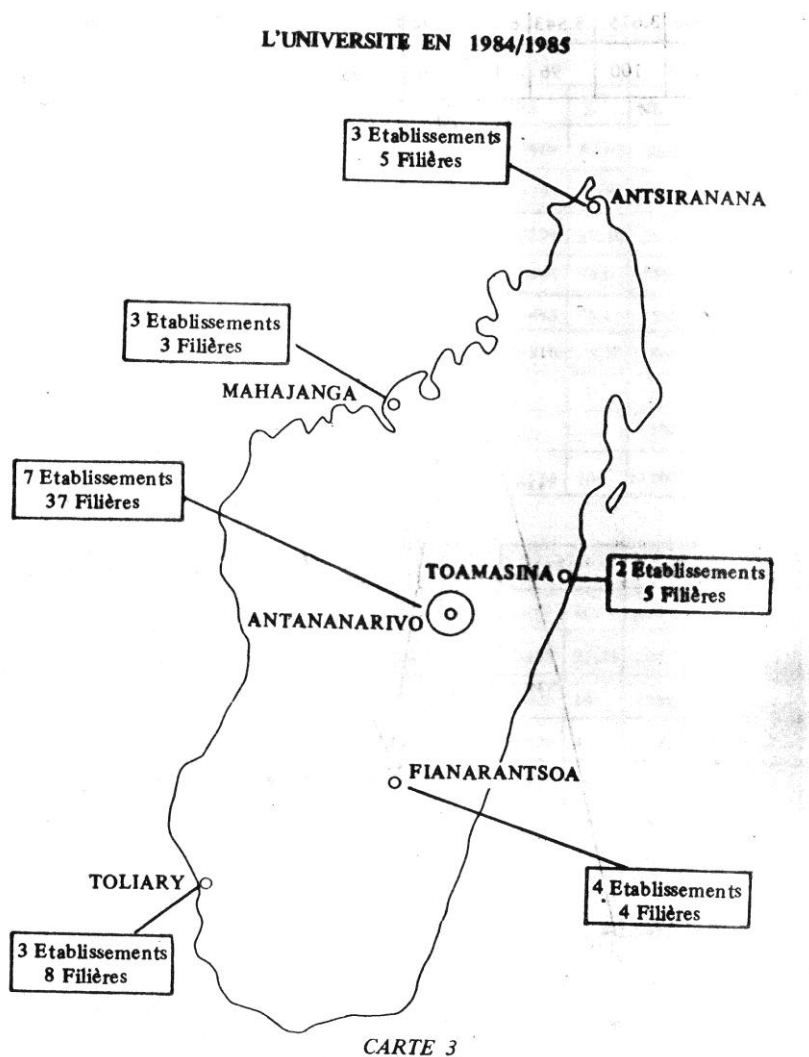 L'UNIVERSITE EN 1984/1985
3 Etablissements
5 Filières
ANTSIRANANA
3 Etablissements
3 Filières
MAHAJANGA
7 Etablissements
37 Filières
TOAMASINA
2 Etablissements
5 Filières
ANTANANARIVO
FIANARANTSOA
TOLIARY
4 Etablissements
4 Filières
3 Etablissements
8 Filières
CARTE 3